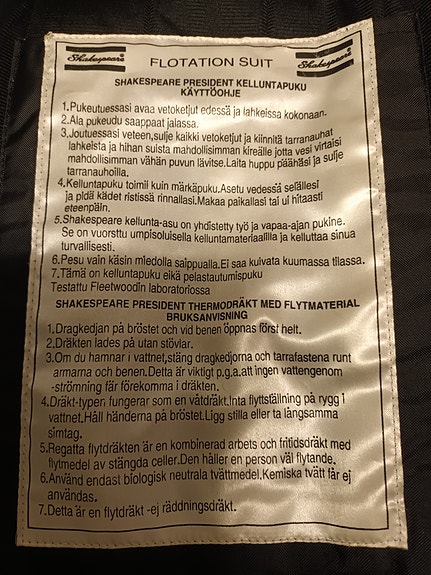 Shakespeare
FLOTATION SUIT
Shakespeare
SHAKESPEARE PRESIDENT KELLUNTAPUKU
KÄYTTÖOHJE
1.Pukeutuessasi avaa vetoketjut edessä ja lahkeissa kokonaan.
2.Ala pukeudu saappaat jalassa.
3.Joutuessasi veteen,sulje kaikki vetoketjut ja kiinnitä tarranauhat
lahkeista ja hihan suista mahdollisimman kireälle jotta vesi virtaisi
mahdollisimman vähän puvun lävitse.Laita huppu päähäsi ja sulje
tarranauhoilla.
4.Kelluntapuku toimii kuin märkäpuku.Asetu vedessä selällesi
ja pidä kädet ristissä rinnallasi.Makaa paikallasi tai ui hitaasti
eteenpäin.
5.Shakespeare kellunta-asu on yhdistetty työ ja vapaa-ajan pukine.
Se on vuorsttu umpisoluisella kelluntamateriaalilla ja kelluttaa sinua
turvallisesti.
6.Pesu vain käsin miedolla saippualla.Ei saa kuivata kuumassa tilassa.
7.Tämä on kelluntapuku eikä pelastautumispuku
Testattu Fleetwoodin laboratoriossa
SHAKESPEARE PRESIDENT THERMODRÄKT MED FLYTMATERIAL
BRUKSANVISNING
1.Dragkedjan på bröstet och vid benen öppnas först helt.
2.Dräkten lades på utan stövlar.
3.Om du hamnar i vattnet,stäng dragkedjorna och tarrafastena runt
armarna och benen.Detta är viktigt p.g.a.att ingen vattengenom
-strömning fär förekomma i dräkten.
4.Dräkt-typen fungerar som en våtdräkt.Inta flyttställning på rygg i
vattnet.Håll händerna på bröstet.Ligg stilla eller ta långsamma
simtag.
5.Regatta flytdräkten är en kombinerad arbets och fritidsdräkt med
flytmedel av stängda celler.Den håller en person väl flytande.
6.Använd endast biologisk neutrala tvättmedel.Kemiska tvätt får ej
användas.
7.Detta är en flytdräkt -ej räddningsdräkt.